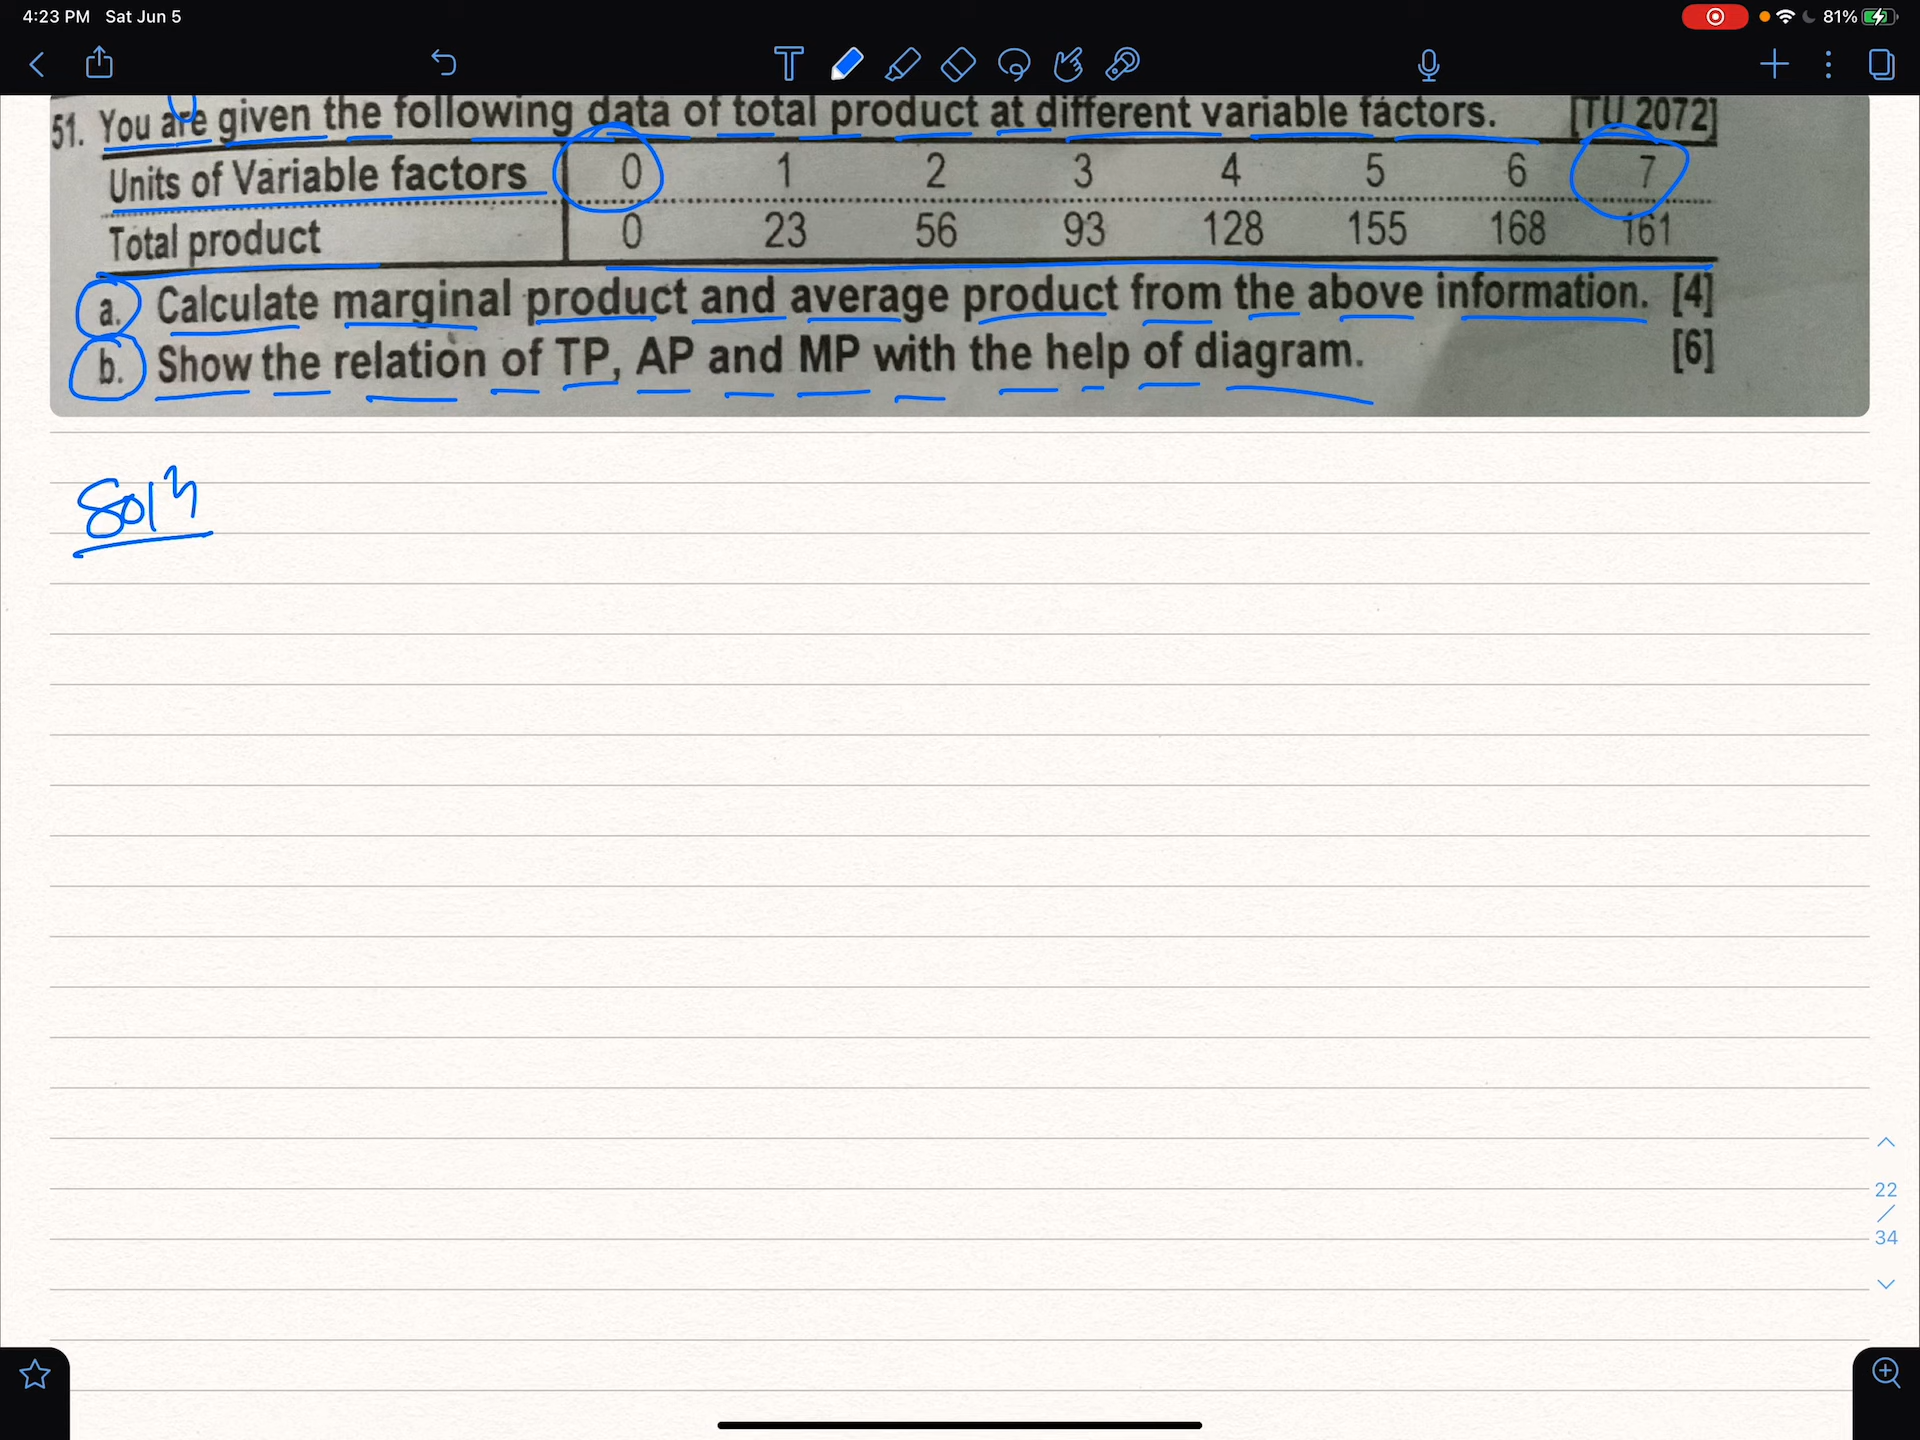 4:23 PM Sat Jun 5 81%
51. You are given the following data of total product at different variable factors. [TU 2072]
Units of Variable factors 0 1 2 3 4 5 6 7
Total product 0 23 56 93 128 155 168 161
a. Calculate marginal product and average product from the above information. [4]
b. Show the relation of TP, AP and MP with the help of diagram. [6]
Solⁿ
22
/
34